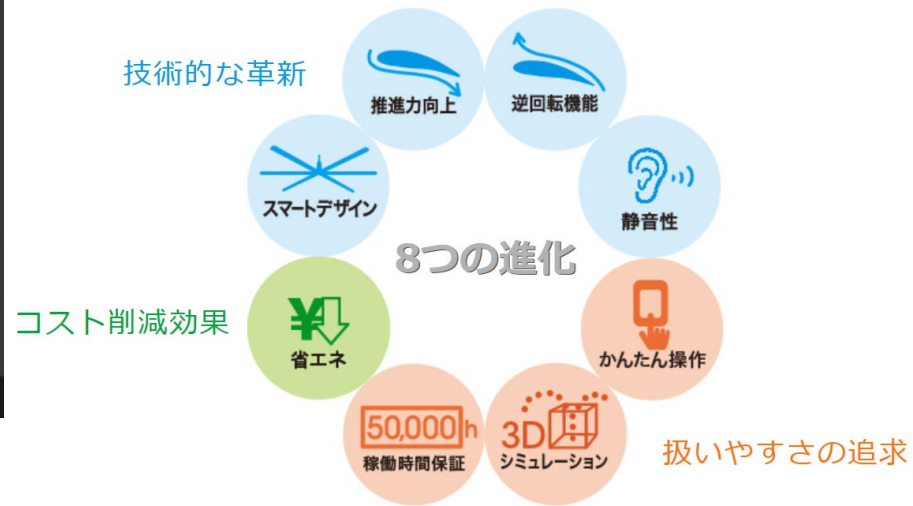 技術的な革新
推進力向上
逆回転機能
スマートデザイン
静音性
8つの進化
コスト削減効果
¥
省エネ
かんたん操作
50,000h
稼働時間保証
3D
シミュレーション
扱いやすさの追求